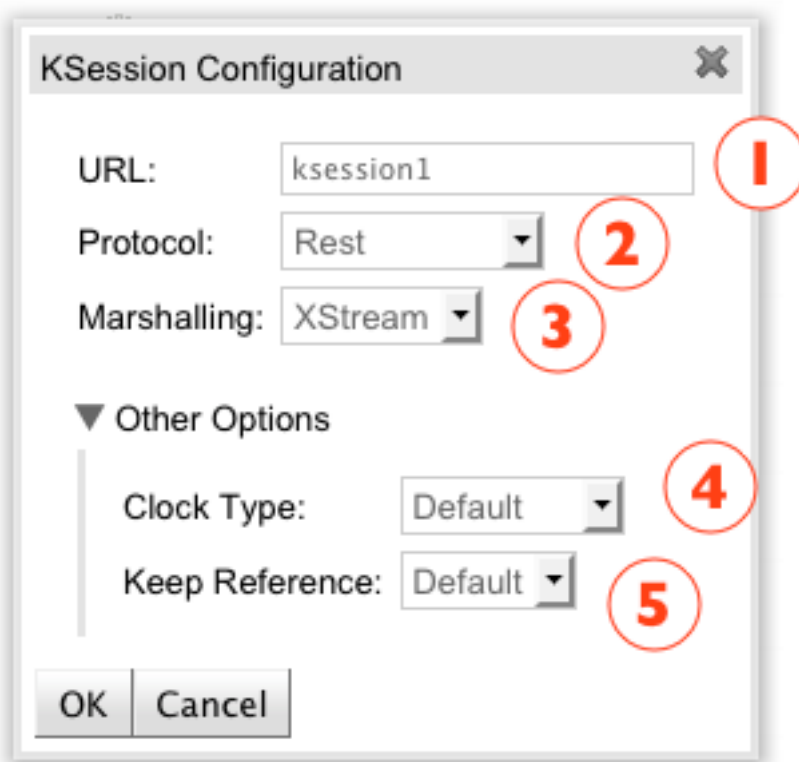 KSession Configuration
URL: ksession1 1
Protocol: Rest 2
Marshalling: XStream 3
Other Options
Clock Type: Default 4
Keep Reference: Default 5
OK Cancel